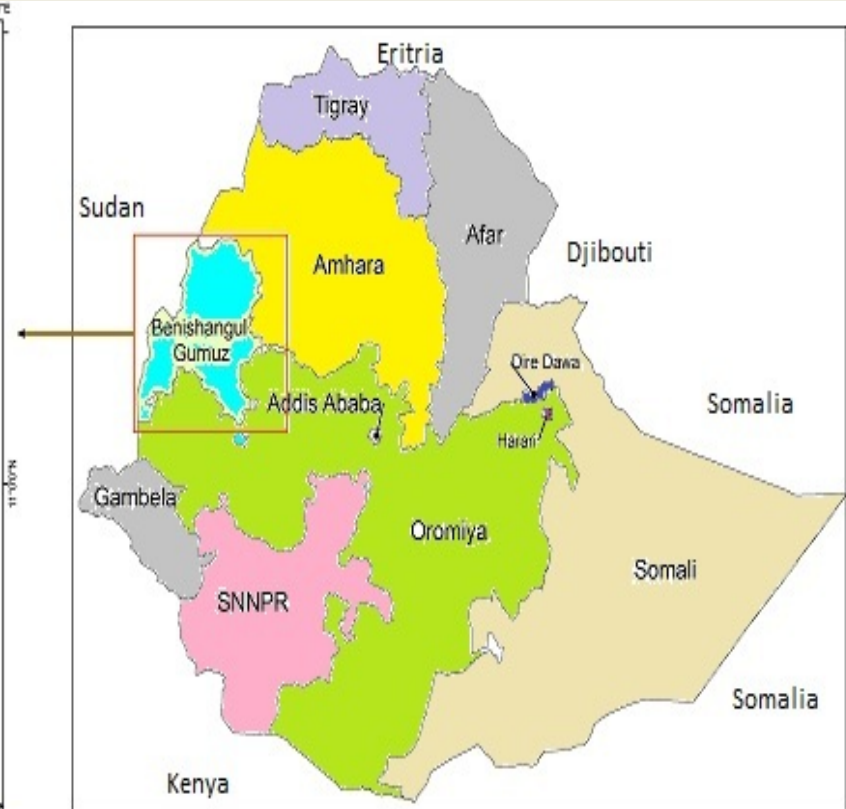 Eritria
Tigray
Sudan
Afar
Djibouti
Amhara
Benishangul
Gumuz
Dire Dawa
Addis Ababa
Somalia
Harari
Gambela
Oromiya
Somali
SNNPR
Somalia
Kenya